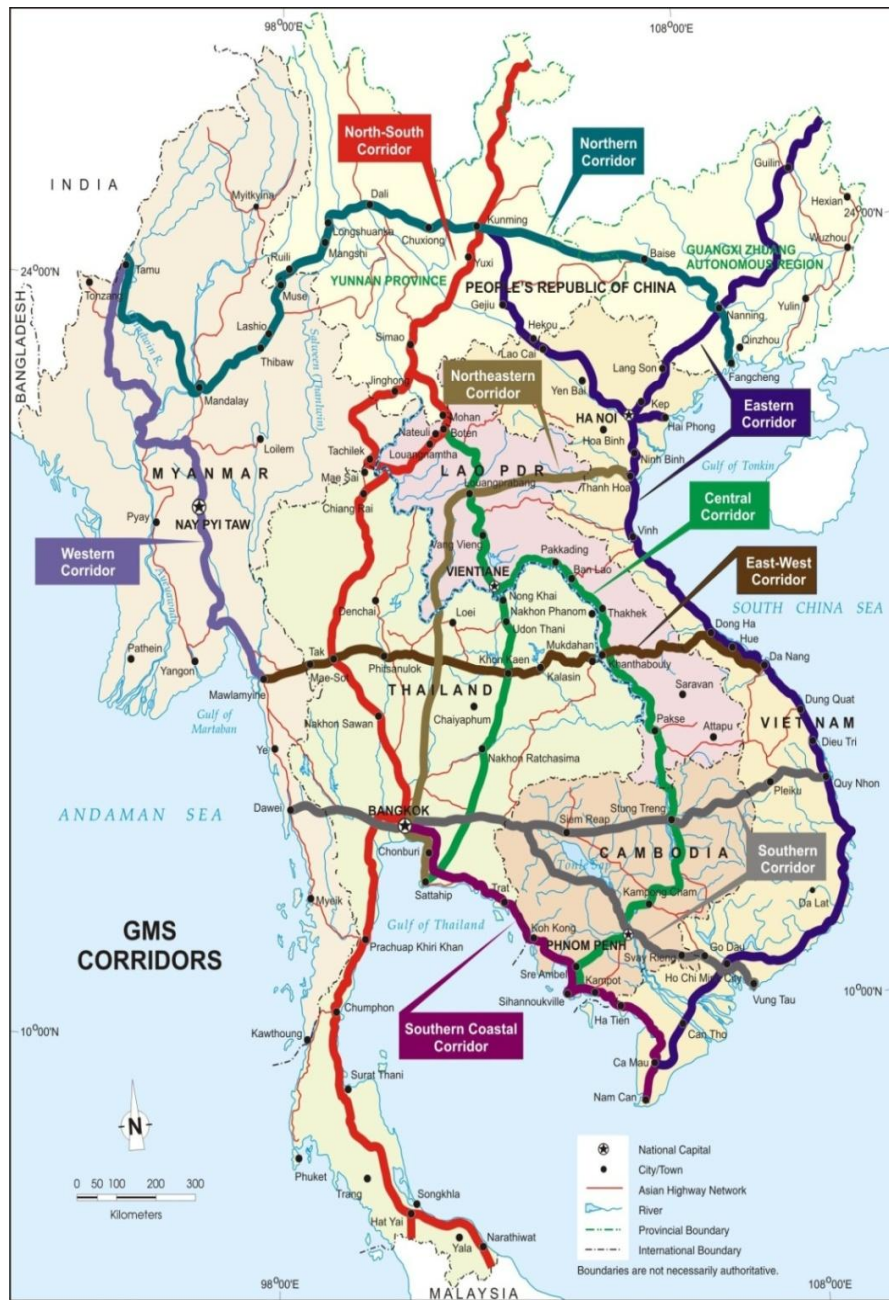 98°00'E
108°00'E
North-South
Corridor
Northern
Corridor
INDIA
Guilin
Myitkyina
Dali
Hexian
24°00'N
Longshuanka
Kunming
Chuxiong
Wuzhou
Mangshi
Baise
GUANGXI ZHUANG
AUTONOMOUS REGION
Tamu
Ruili
Yuxi
24°00'N
YUNNAN PROVINCE
PEOPLE'S REPUBLIC OF CHINA
Tonzang
Muse
Gejiu
Yulin
Nanning
BANGLADESH
Salween (Thanlwin)
Lashio
Simao
Hekou
Qinzhou
Thibaw
Lao Cai
Lang Son
Fangcheng
Northeastern
Corridor
Mandalay
Jinghong
Yen Bai
Kep
Eastern
Corridor
Mohan
HA NOI
Hai Phong
Nateuli
Boten
Hoa Binh
Loilem
Louangnamtha
MYANMAR
Tachilek
LAO PDR
Ninh Binh
Gulf of Tonkin
Mae Sai
Louangprabang
Thanh Hoa
Chiang Rai
Central
Corridor
NAY PYI TAW
Pyay
Vinh
Western
Corridor
Vang Vieng
Pakkading
VIENTIANE
Ban Lao
East-West
Corridor
Nong Khai
Denchai
Loei
Nakhon Phanom
Thakhek
SOUTH CHINA SEA
Udon Thani
Dong Ha
Pathein
Yangon
Tak
Mukdahan
Hue
Phitsanulok
Khon Kaen
Khanthabouly
Da Nang
Mae-Sot
Kalasin
Mawlamyine
THAILAND
Saravan
Gulf of
Martaban
Chaiyaphum
Dung Quat
Nakhon Sawan
Pakse
VIET NAM
Attapu
Ye
Dieu Tri
Nakhon Ratchasima
Quy Nhon
Pleiku
ANDAMAN SEA
Dawei
BANGKOK
Stung Treng
Siem Reap
CAMBODIA
Southern
Corridor
Chonburi
Tonle Sap
Sattahip
Trat
Kampong Cham
Da Lat
Myeik
Gulf of Thailand
Koh Kong
GMS
CORRIDORS
PHNOM PENH
Prachuap Khiri Khan
Svay Rieng
Go Dau
Sre Ambel
Kampot
Ho Chi Minh City
Sihannoukville
Vung Tau
10°00'N
Ha Tien
Chumphon
Southern Coastal
Corridor
10°00'N
Kawthoung
Can Tho
Ca Mau
Surat Thani
Nam Can
N
National Capital
City/Town
Phuket
Asian Highway Network
0 50 100 200 300
Trang
Songkhla
River
Kilometers
Provincial Boundary
Hat Yai
Narathiwat
International Boundary
Yala
Boundaries are not necessarily authoritative.
98°00'E
MALAYSIA
108°00'E